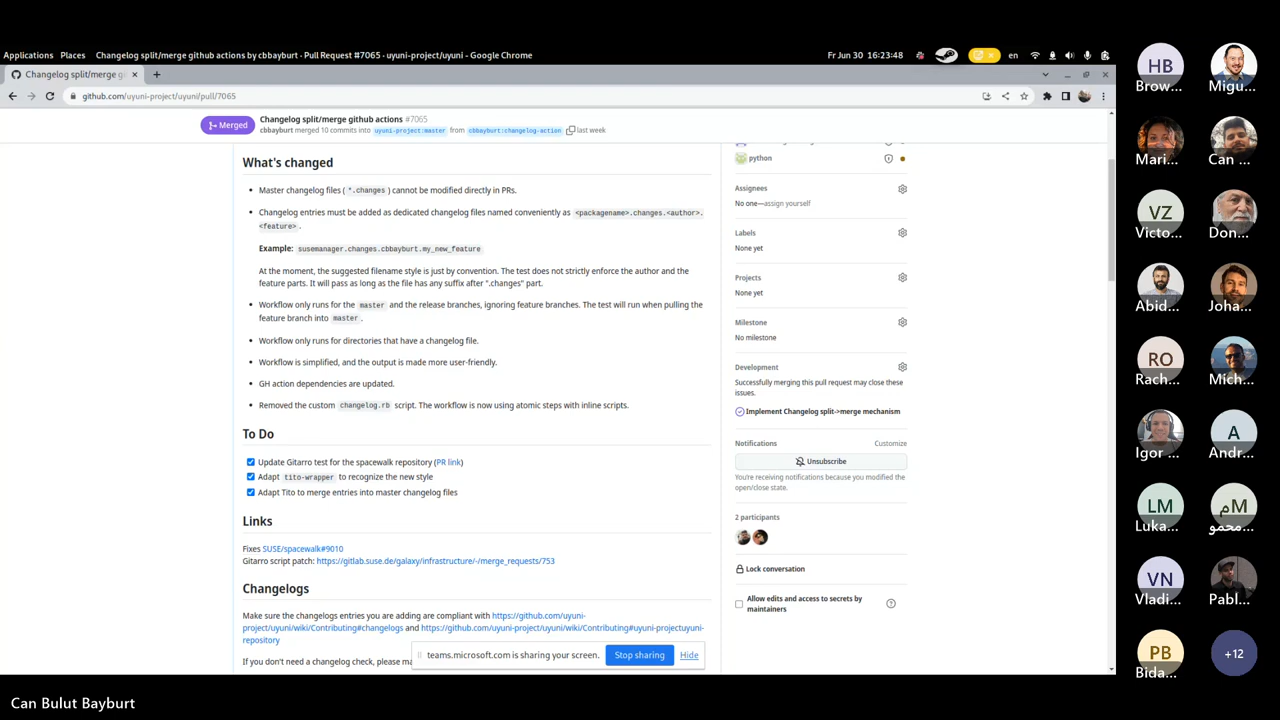 Applications Places Changelog split/merge github actions by cbbayburt - Pull Request #7065 - uyuni-project/uyuni - Google Chrome Fr Jun 30 16:23:48 en
Changelog split/merge g
github.com/uyuni-project/uyuni/pull/7065
Merged
Changelog split/merge github actions #7065
cbbayburt merged 10 commits into uyuni-project:master from cbbayburt:changelog-action last week
What's changed
Master changelog files (*.changes) cannot be modified directly in PRs.
Changelog entries must be added as dedicated changelog files named conveniently as <packagename>.changes.<author>.
<feature>.
Example: susemanager.changes.cbbayburt.my_new_feature
At the moment, the suggested filename style is just by convention. The test does not strictly enforce the author and the
feature parts. It will pass as long as the file has any suffix after ".changes" part.
Workflow only runs for the master and the release branches, ignoring feature branches. The test will run when pulling the
feature branch into master.
Workflow only runs for directories that have a changelog file.
Workflow is simplified, and the output is made more user-friendly.
GH action dependencies are updated.
Removed the custom changelog.rb script. The workflow is now using atomic steps with inline scripts.
To Do
Update Gitarro test for the spacewalk repository (PR link)
Adapt tito-wrapper to recognize the new style
Adapt Tito to merge entries into master changelog files
Links
Fixes SUSE/spacewalk#9010
Gitarro script patch: https://gitlab.suse.de/galaxy/infrastructure/-/merge_requests/753
Changelogs
Make sure the changelogs entries you are adding are compliant with https://github.com/uyuni-
project/uyuni/wiki/Contributing#changelogs and https://github.com/uyuni-project/uyuni/wiki/Contributing#uyuni-projectuyuni-
repository
If you don't need a changelog check, please ma
python
Assignees
No one—assign yourself
Labels
None yet
Projects
None yet
Milestone
No milestone
Development
Successfully merging this pull request may close these
issues.
Implement Changelog split->merge mechanism
Notifications Customize
Unsubscribe
You're receiving notifications because you modified the
open/close state.
2 participants
Lock conversation
Allow edits and access to secrets by
maintainers
teams.microsoft.com is sharing your screen. Stop sharing Hide
HB
Brow... Migu...
Mari... Can ...
VZ
Victo... Don...
Abid... Joha...
RO
Rach... Mich...
A
Igor ... Andr...
LM مM
Luka... محمو...
VN
Vladi... Pabl...
PB +12
Bida...
Can Bulut Bayburt